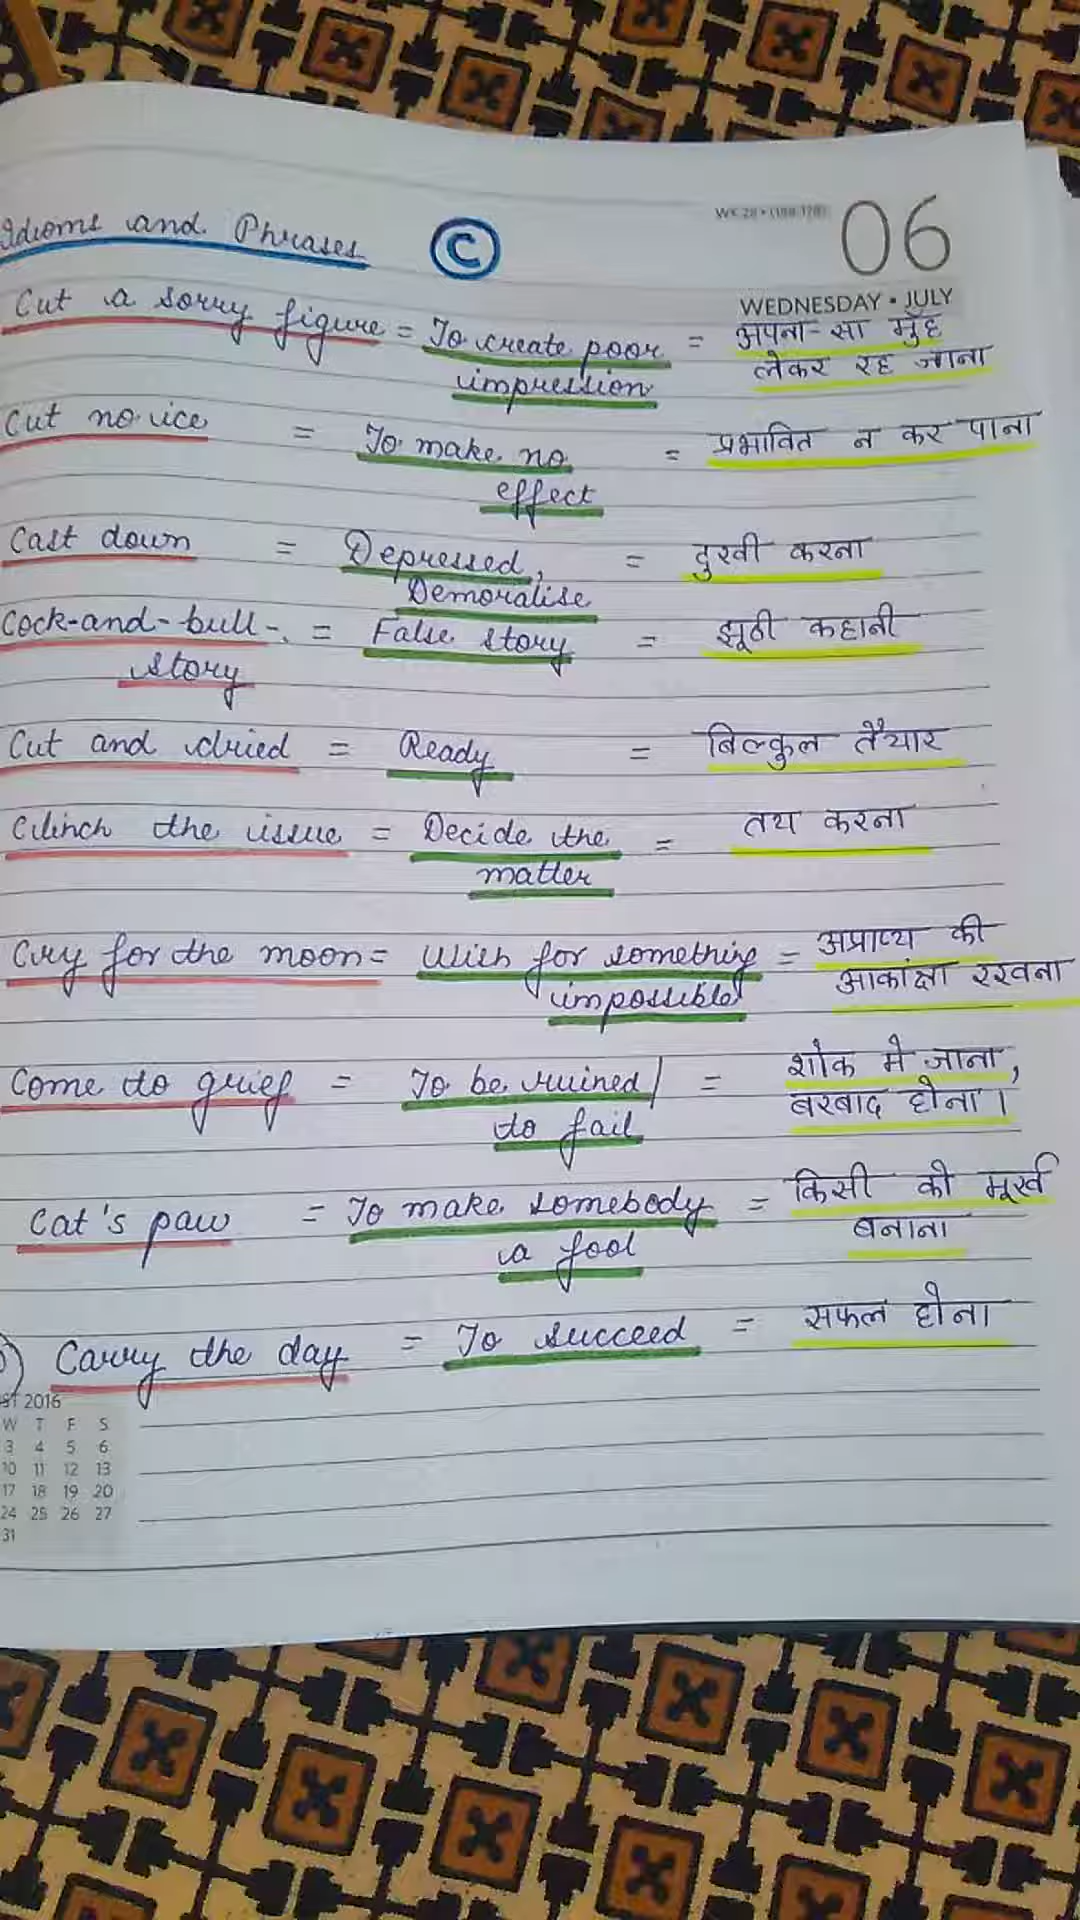 Idioms and Phrases C
WK 28 • (188-178) 06
WEDNESDAY • JULY
Cut a sorry figure = To create poor impression = अपना-सा मुँह लेकर रह जाना
Cut no ice = To make no effect = प्रभावित न कर पाना
Cast down = Depressed, Demoralise = दुखी करना
Cock-and-bull-story = False story = झूठी कहानी
Cut and dried = Ready = बिल्कुल तैयार
Clinch the issue = Decide the matter = तय करना
Cry for the moon = Wish for something impossible = अप्राप्य की आकांक्षा रखना
Come to grief = To be ruined / to fail = शोक मे जाना, बरबाद होना।
Cat's paw = To make somebody a fool = किसी को मूर्ख बनाना
Carry the day = To succeed = सफल होना
2016
W T F S
3 4 5 6
10 11 12 13
17 18 19 20
24 25 26 27
31